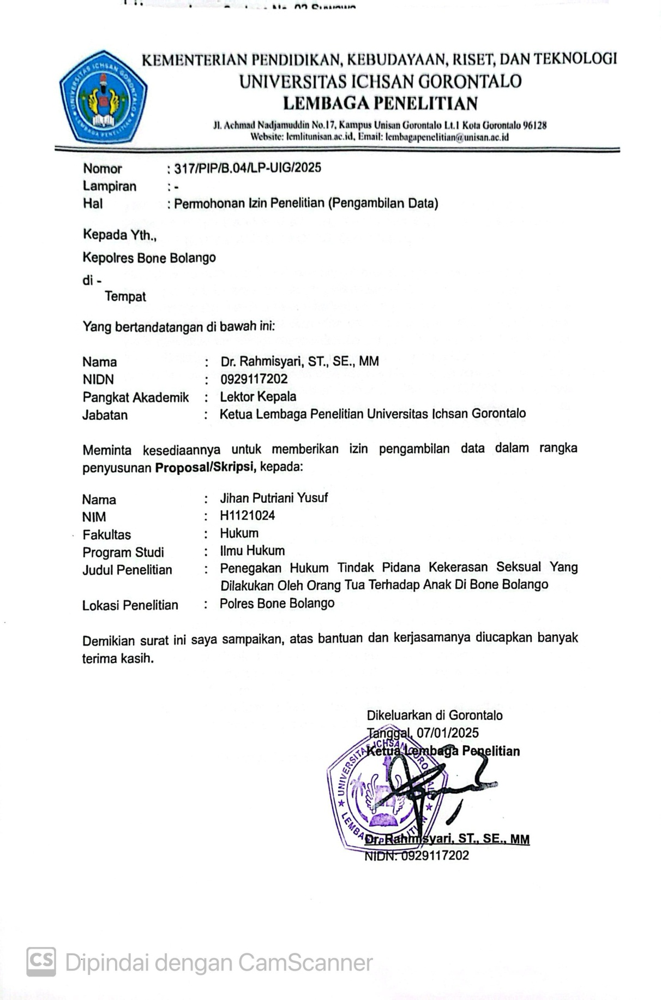 KEMENTERIAN PENDIDIKAN, KEBUDAYAAN, RISET, DAN TEKNOLOGI
UNIVERSITAS ICHSAN GORONTALO
LEMBAGA PENELITIAN
Jl. Achmad Nadjamuddin No.17, Kampus Unisan Gorontalo Lt.1 Kota Gorontalo 96128
Website: lemlitunisan.ac.id, Email: lembagapenelitian@unisan.ac.id
UNIVERSITAS ICHSAN GORONTALO
LEMBAGA PENELITIAN
Nomor : 317/PIP/B.04/LP-UIG/2025
Lampiran : -
Hal : Permohonan Izin Penelitian (Pengambilan Data)
Kepada Yth.,
Kepolres Bone Bolango
di -
Tempat
Yang bertandatangan di bawah ini:
Nama : Dr. Rahmisyari, ST., SE., MM
NIDN : 0929117202
Pangkat Akademik : Lektor Kepala
Jabatan : Ketua Lembaga Penelitian Universitas Ichsan Gorontalo
Meminta kesediaannya untuk memberikan izin pengambilan data dalam rangka
penyusunan Proposal/Skripsi, kepada:
Nama : Jihan Putriani Yusuf
NIM : H1121024
Fakultas : Hukum
Program Studi : Ilmu Hukum
Judul Penelitian : Penegakan Hukum Tindak Pidana Kekerasan Seksual Yang
Dilakukan Oleh Orang Tua Terhadap Anak Di Bone Bolango
Lokasi Penelitian : Polres Bone Bolango
Demikian surat ini saya sampaikan, atas bantuan dan kerjasamanya diucapkan banyak
terima kasih.
Dikeluarkan di Gorontalo
Tanggal, 07/01/2025
Ketua Lembaga Penelitian
UNIVERSITAS ICHSAN GORONTALO
LEMBAGA PENELITIAN
Dr. Rahmisyari, ST., SE., MM
NIDN: 0929117202
CS Dipindai dengan CamScanner